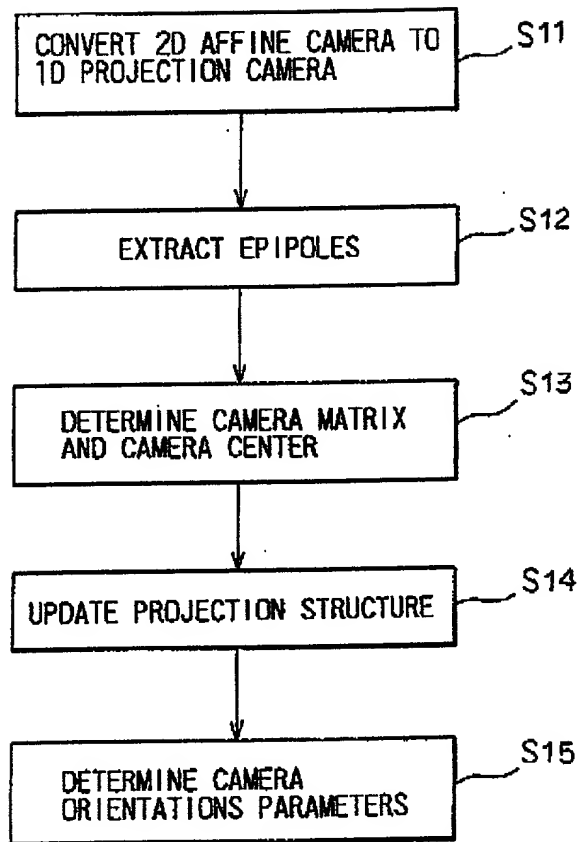 CONVERT 2D AFFINE CAMERA TO
1D PROJECTION CAMERA
S11
EXTRACT EPIPOLES
S12
DETERMINE CAMERA MATRIX
AND CAMERA CENTER
S13
UPDATE PROJECTION STRUCTURE
S14
DETERMINE CAMERA
ORIENTATIONS PARAMETERS
S15